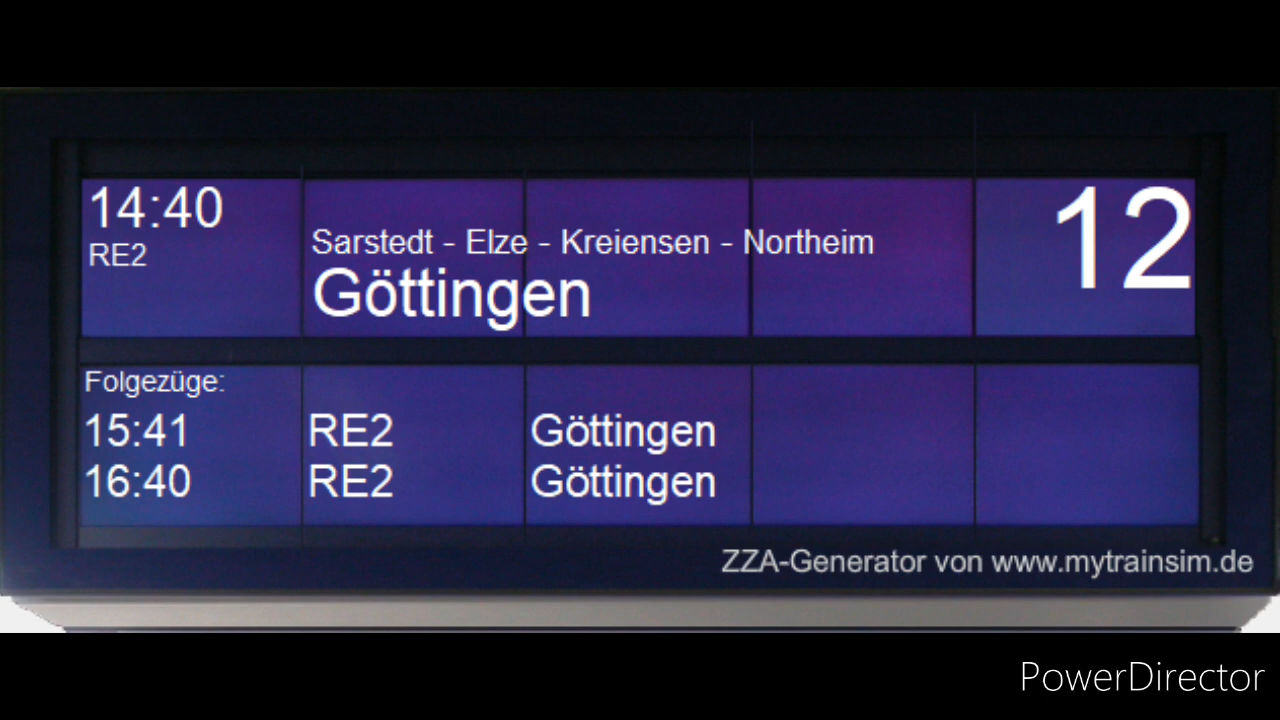 14:40
RE2
Sarstedt - Elze - Kreiensen - Northeim
Göttingen
12
Folgezüge:
15:41 RE2 Göttingen
16:40 RE2 Göttingen
ZZA-Generator von www.mytrainsim.de
PowerDirector